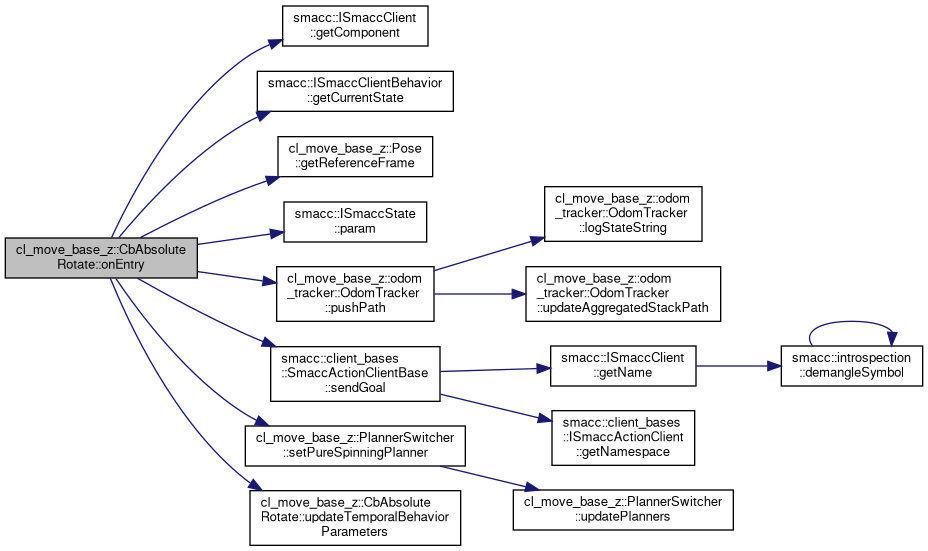 smacc::ISmaccClient
::getComponent
smacc::ISmaccClientBehavior
::getCurrentState
cl_move_base_z::Pose
::getReferenceFrame
smacc::ISmaccState
::param
cl_move_base_z::CbAbsolute
Rotate::onEntry
cl_move_base_z::odom
_tracker::OdomTracker
::pushPath
cl_move_base_z::odom
_tracker::OdomTracker
::logStateString
cl_move_base_z::odom
_tracker::OdomTracker
::updateAggregatedStackPath
smacc::client_bases
::SmaccActionClientBase
::sendGoal
smacc::ISmaccClient
::getName
smacc::introspection
::demangleSymbol
smacc::client_bases
::ISmaccActionClient
::getNamespace
cl_move_base_z::PlannerSwitcher
::setPureSpinningPlanner
cl_move_base_z::PlannerSwitcher
::updatePlanners
cl_move_base_z::CbAbsolute
Rotate::updateTemporalBehavior
Parameters